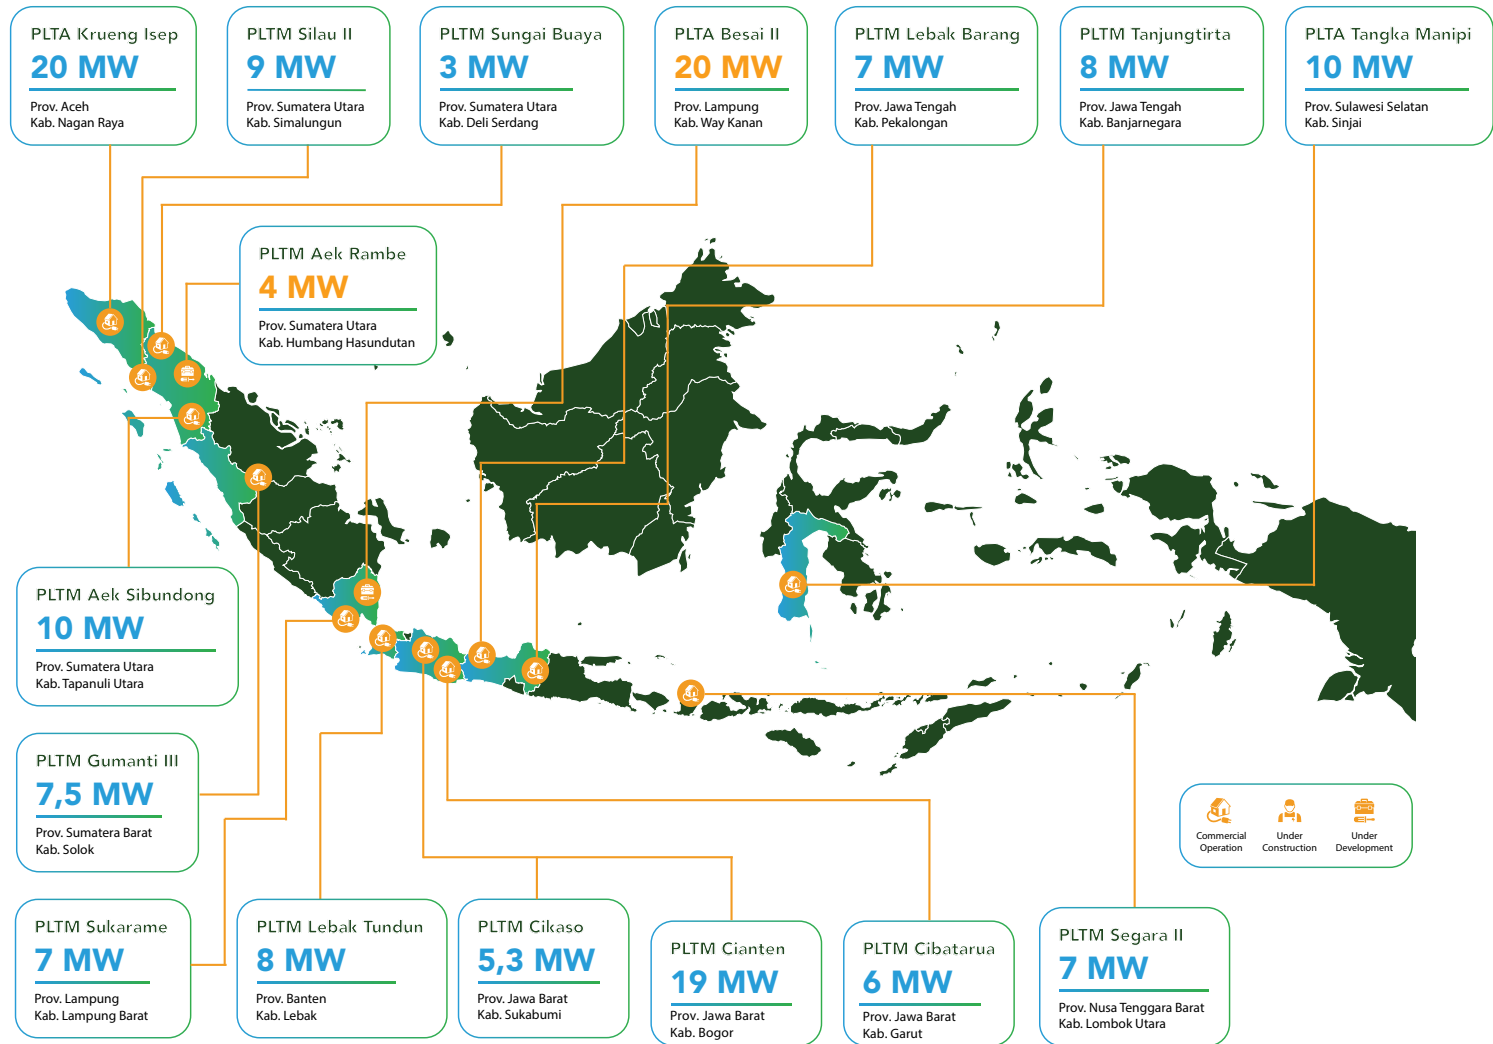 PLTA Krueng Isep
20 MW
Prov. Aceh
Kab. Nagan Raya
PLTM Silau II
9 MW
Prov. Sumatera Utara
Kab. Simalungun
PLTM Sungai Buaya
3 MW
Prov. Sumatera Utara
Kab. Deli Serdang
PLTA Besai II
20 MW
Prov. Lampung
Kab. Way Kanan
PLTM Lebak Barang
7 MW
Prov. Jawa Tengah
Kab. Pekalongan
PLTM Tanjungtirta
8 MW
Prov. Jawa Tengah
Kab. Banjarnegara
PLTA Tangka Manipi
10 MW
Prov. Sulawesi Selatan
Kab. Sinjai
PLTM Aek Rambe
4 MW
Prov. Sumatera Utara
Kab. Humbang Hasundutan
PLTM Aek Sibundong
10 MW
Prov. Sumatera Utara
Kab. Tapanuli Utara
PLTM Gumanti III
7,5 MW
Prov. Sumatera Barat
Kab. Solok
Commercial
Operation
Under
Construction
Under
Development
PLTM Sukarame
7 MW
Prov. Lampung
Kab. Lampung Barat
PLTM Lebak Tundun
8 MW
Prov. Banten
Kab. Lebak
PLTM Cikaso
5,3 MW
Prov. Jawa Barat
Kab. Sukabumi
PLTM Cianten
19 MW
Prov. Jawa Barat
Kab. Bogor
PLTM Cibatarua
6 MW
Prov. Jawa Barat
Kab. Garut
PLTM Segara II
7 MW
Prov. Nusa Tenggara Barat
Kab. Lombok Utara